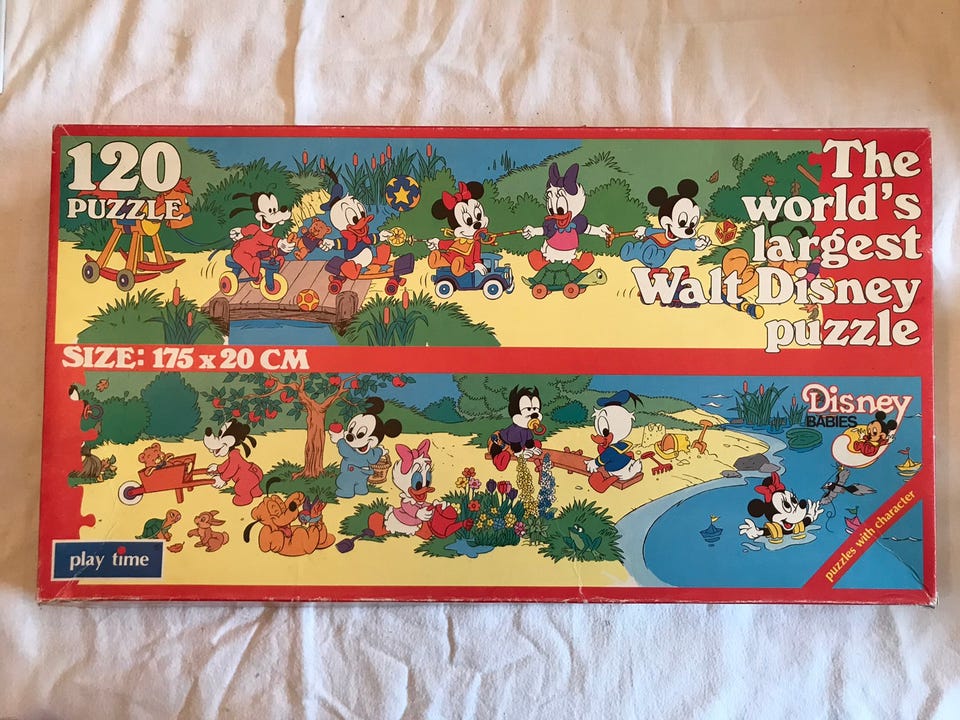 120
PUZZLE
The
world's
largest
Walt Disney
puzzle
SIZE: 175 x 20 CM
Disney
BABIES
play time
puzzles with character